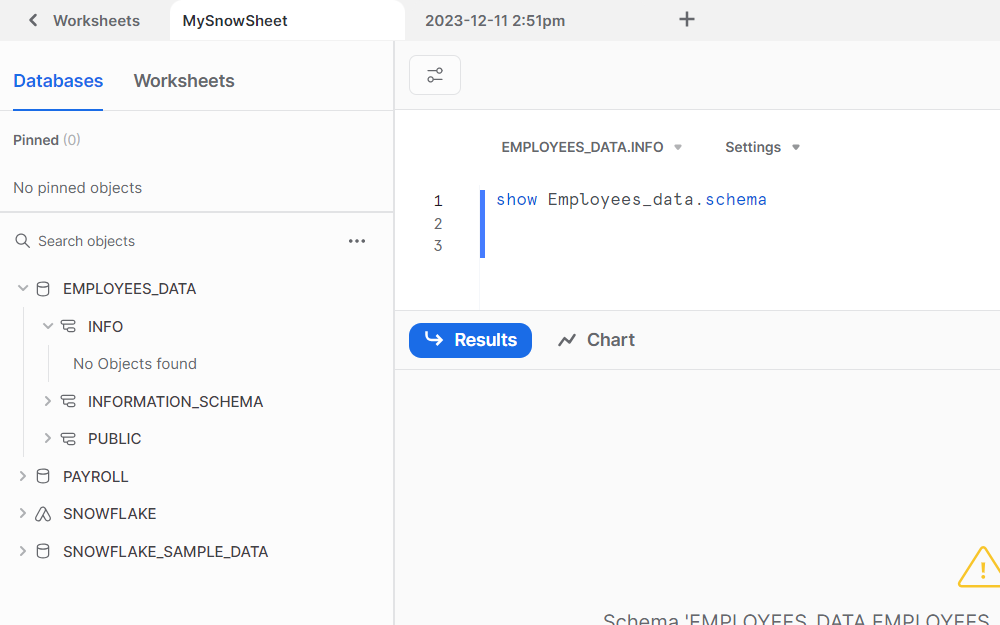 Worksheets
MySnowSheet
2023-12-11 2:51pm
+
Databases
Worksheets
Pinned (0)
No pinned objects
Search objects
EMPLOYEES_DATA
INFO
No Objects found
INFORMATION_SCHEMA
PUBLIC
PAYROLL
SNOWFLAKE
SNOWFLAKE_SAMPLE_DATA
EMPLOYEES_DATA.INFO
Settings
1 show Employees_data.schema
2
3
Results
Chart
Schema 'EMPLOYEES_DATA.EMPLOYEES_